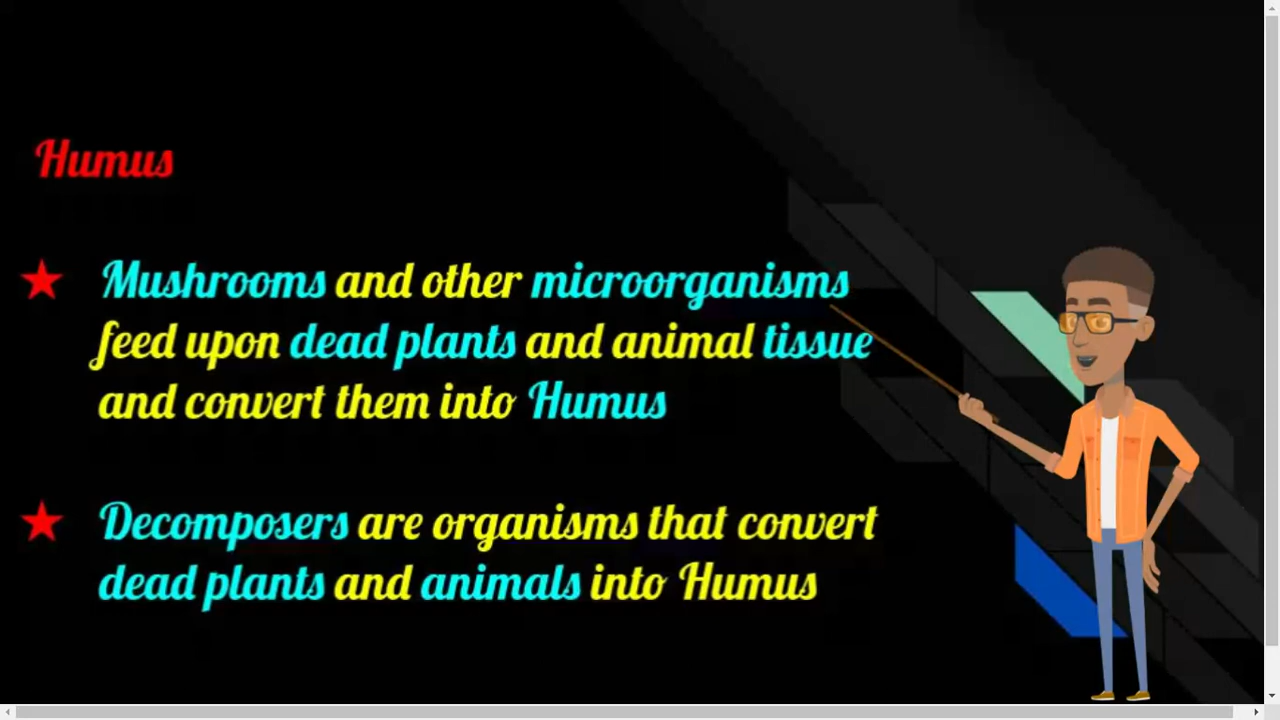 Humus
Mushrooms and other microorganisms
feed upon dead plants and animal tissue
and convert them into Humus
Decomposers are organisms that convert
dead plants and animals into Humus